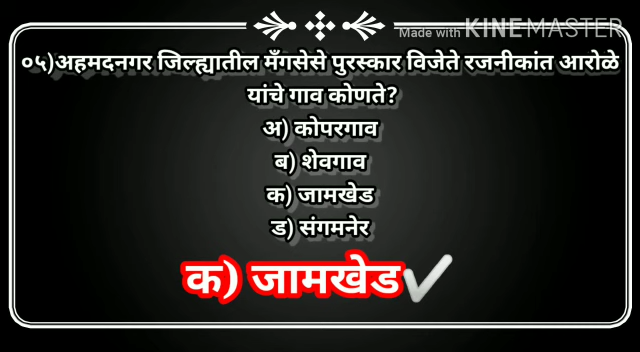 Made with KINEMASTER
०५)अहमदनगर जिल्ह्यातील मॅंगसेसे पुरस्कार विजेते रजनीकांत आरोळे
यांचे गाव कोणते?
अ) कोपरगाव
ब) शेवगाव
क) जामखेड
ड) संगमनेर
क) जामखेड✔